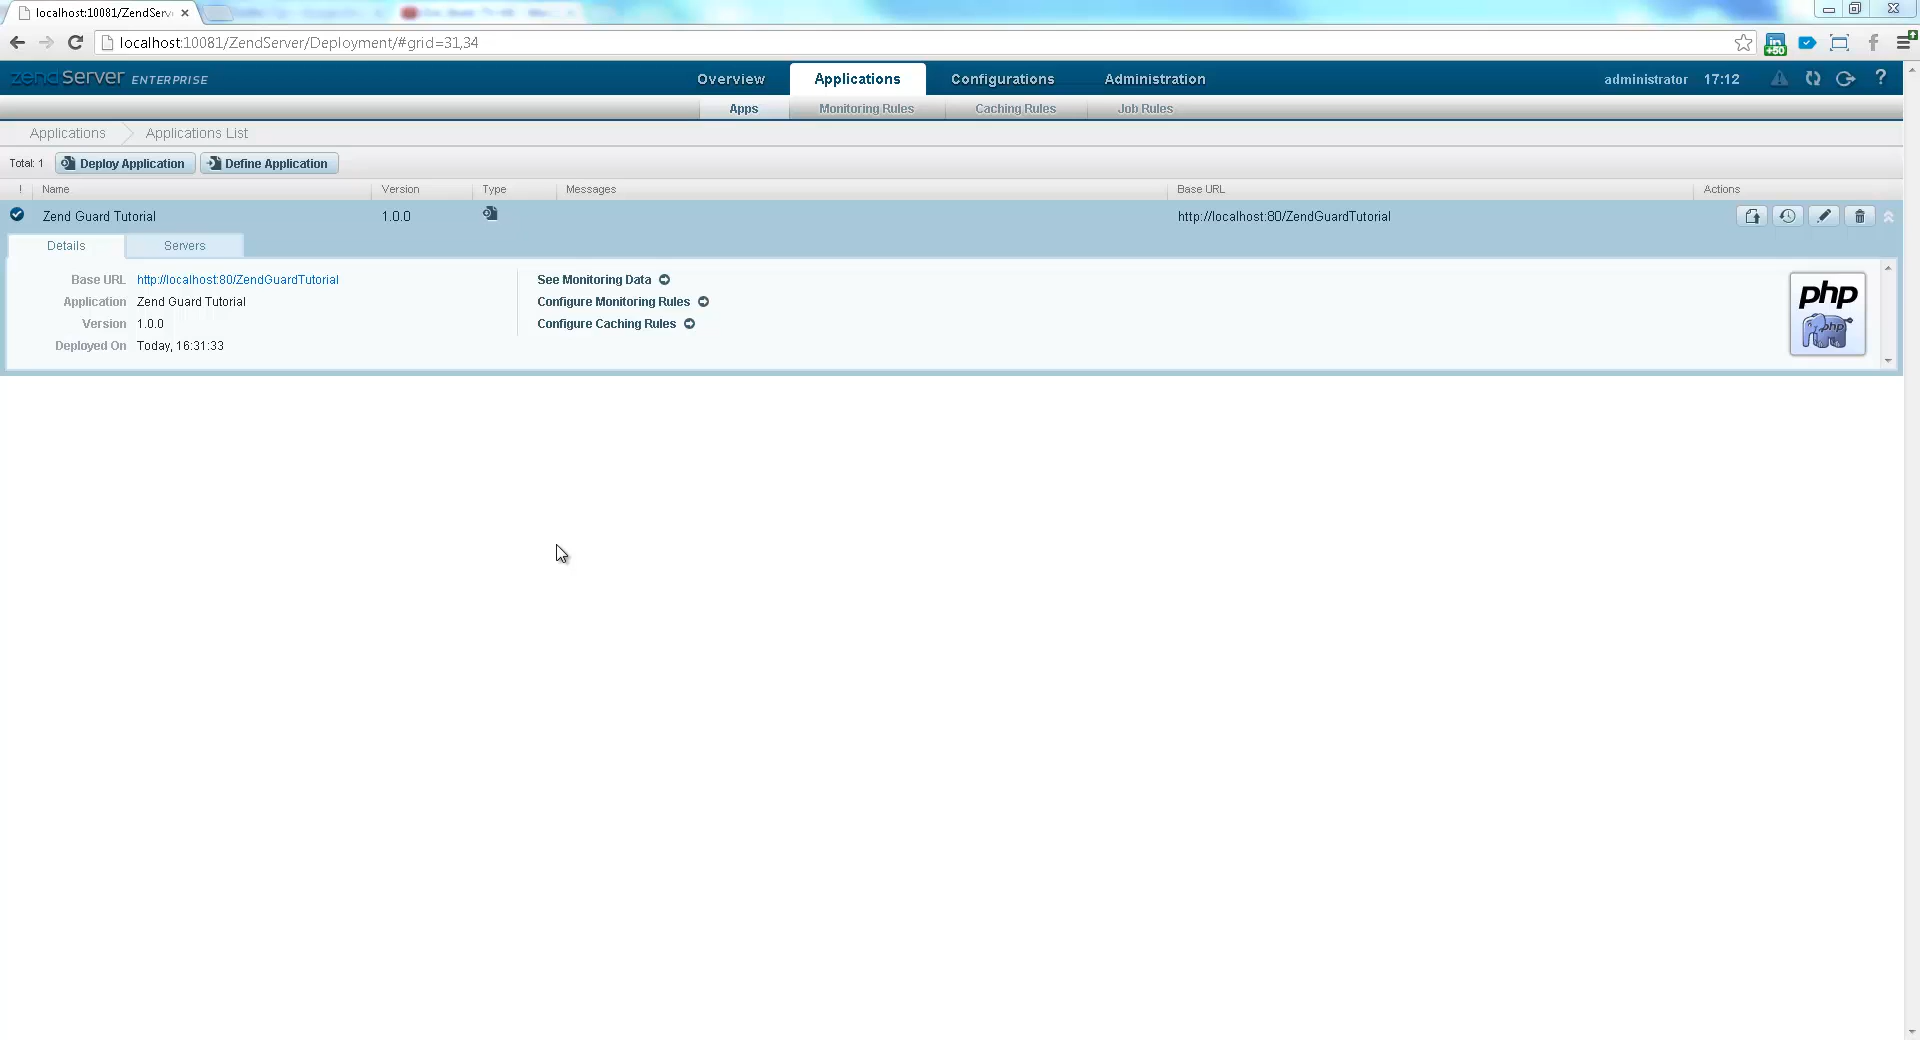 localhost:10081/ZendServ
localhost:10081/ZendServer/Deployment/#grid=31,34
+50
zend Server ENTERPRISE
Overview Applications Configurations Administration
administrator 17:12 ?
Apps Monitoring Rules Caching Rules Job Rules
Applications Applications List
Total: 1 Deploy Application Define Application
! Name Version Type Messages Base URL Actions
Zend Guard Tutorial 1.0.0 http://localhost:80/ZendGuardTutorial
Details Servers
Base URL http://localhost:80/ZendGuardTutorial
Application Zend Guard Tutorial
Version 1.0.0
Deployed On Today, 16:31:33
See Monitoring Data
Configure Monitoring Rules
Configure Caching Rules
php
php